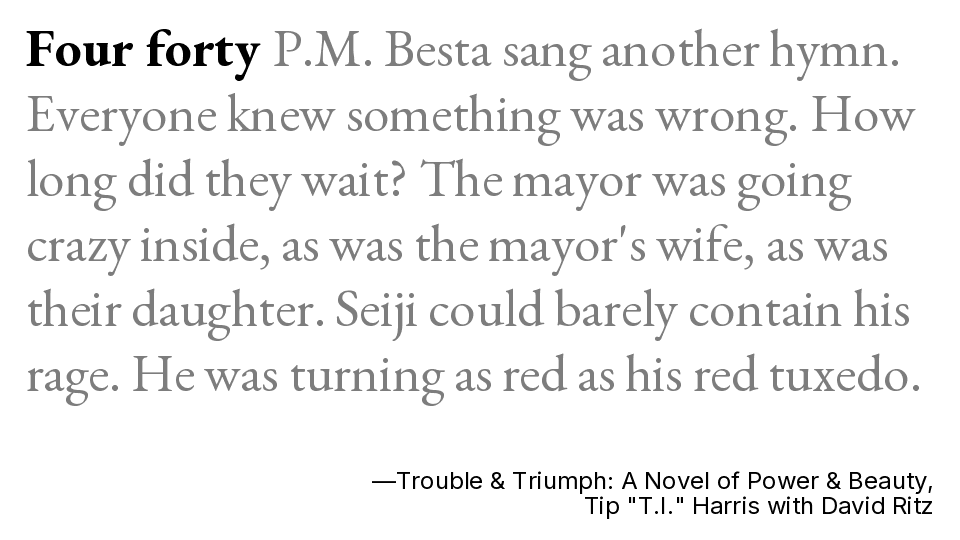 Four forty P.M. Besta sang another hymn.
Everyone knew something was wrong. How
long did they wait? The mayor was going
crazy inside, as was the mayor's wife, as was
their daughter. Seiji could barely contain his
rage. He was turning as red as his red tuxedo.
—Trouble & Triumph: A Novel of Power & Beauty,
Tip "T.I." Harris with David Ritz